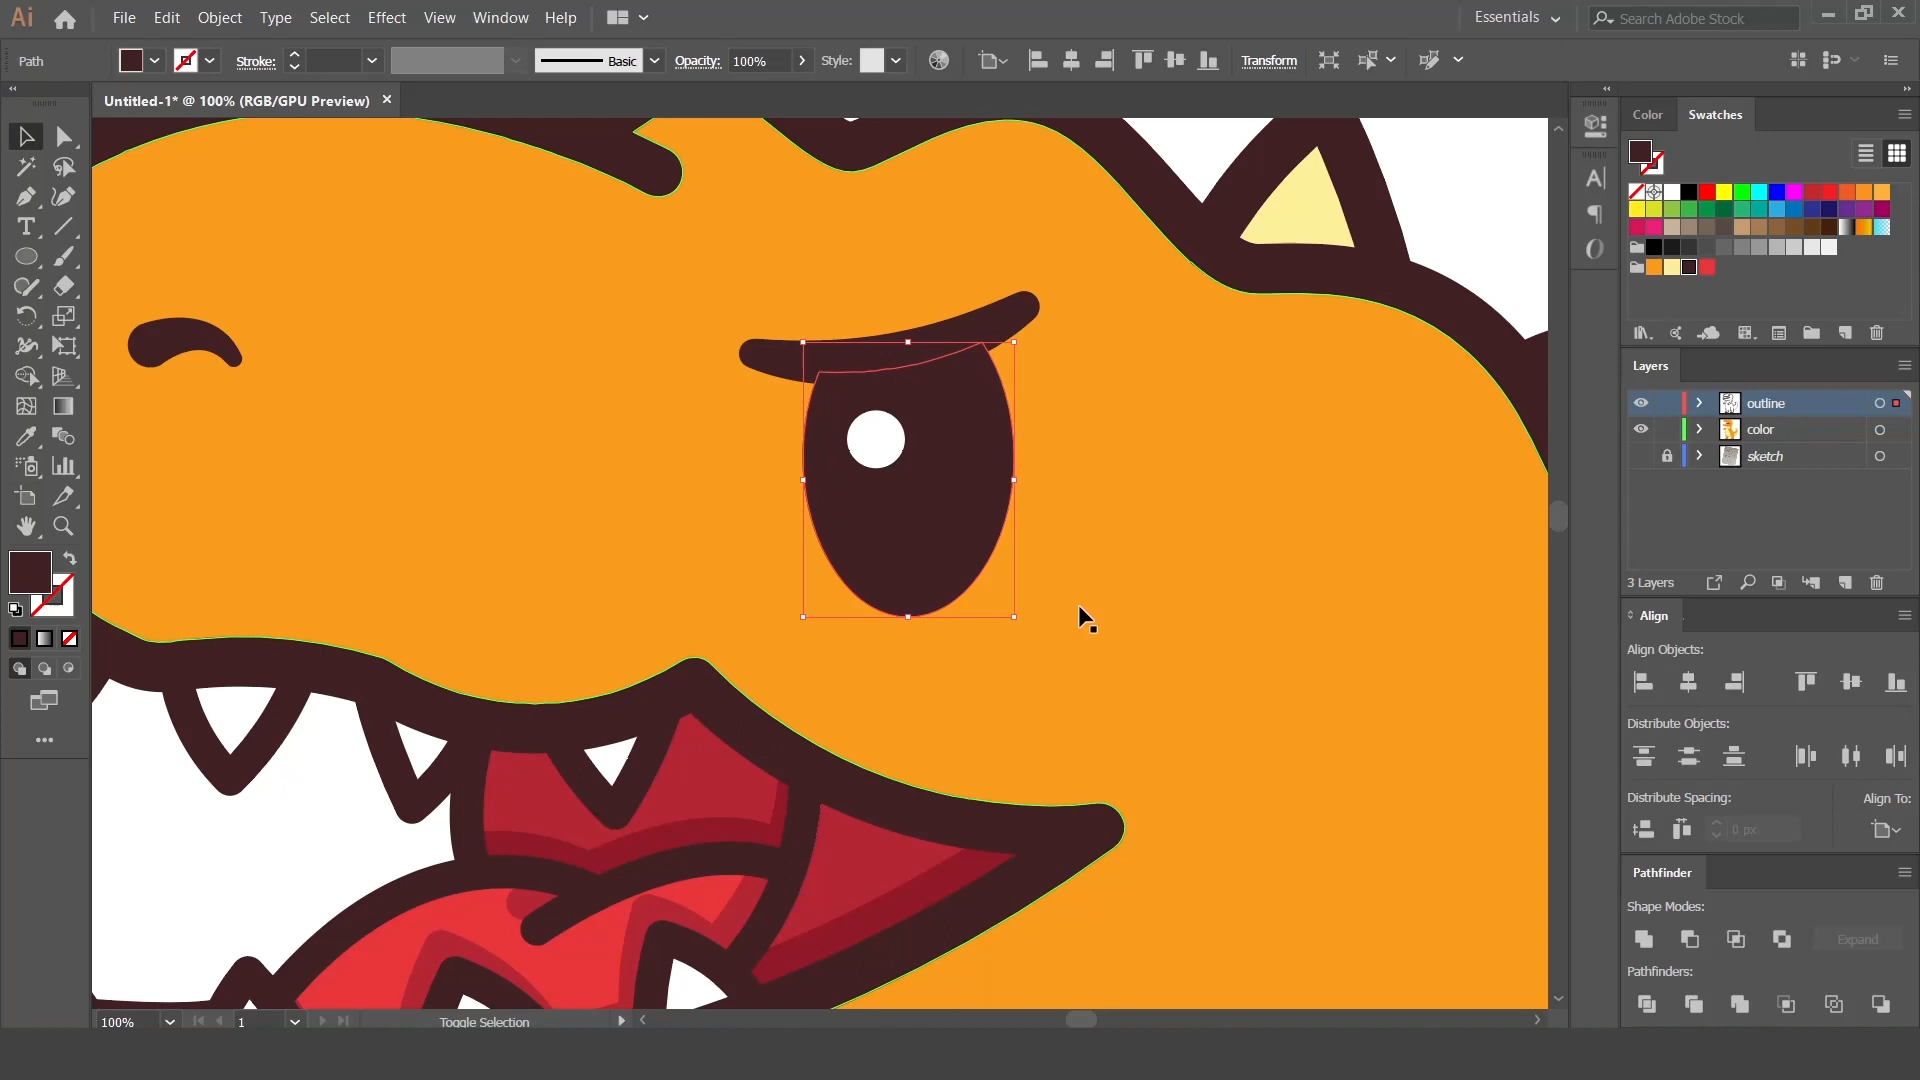 Ai File Edit Object Type Select Effect View Window Help Essentials Search Adobe Stock
Path Stroke: Basic Opacity: 100% Style: Transform
Untitled-1* @ 100% (RGB/GPU Preview)
Color Swatches
Layers
outline
color
sketch
3 Layers
Align
Align Objects:
Distribute Objects:
Distribute Spacing: Align To:
0 px
Pathfinder
Shape Modes:
Expand
Pathfinders:
100% 1 Toggle Selection